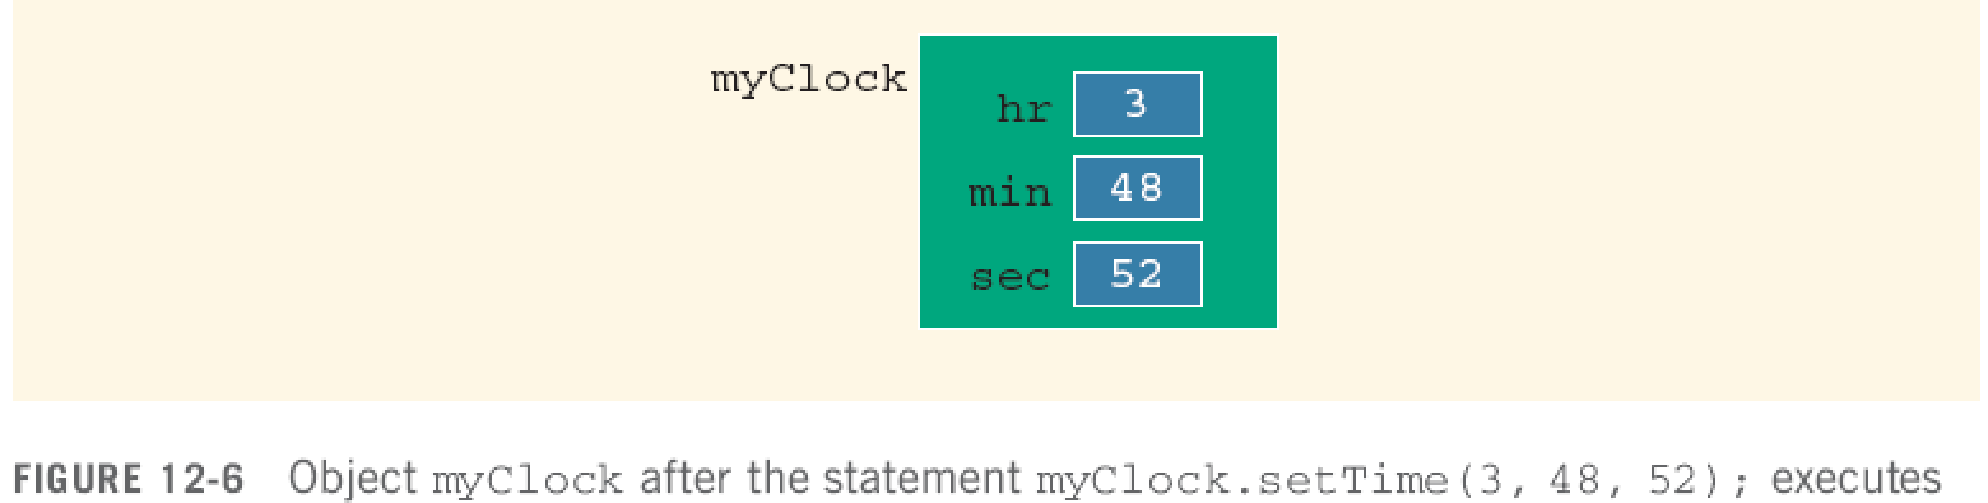 myClock
hr 3
min 48
sec 52
FIGURE 12-6 Object myClock after the statement myClock.setTime(3, 48, 52); executes